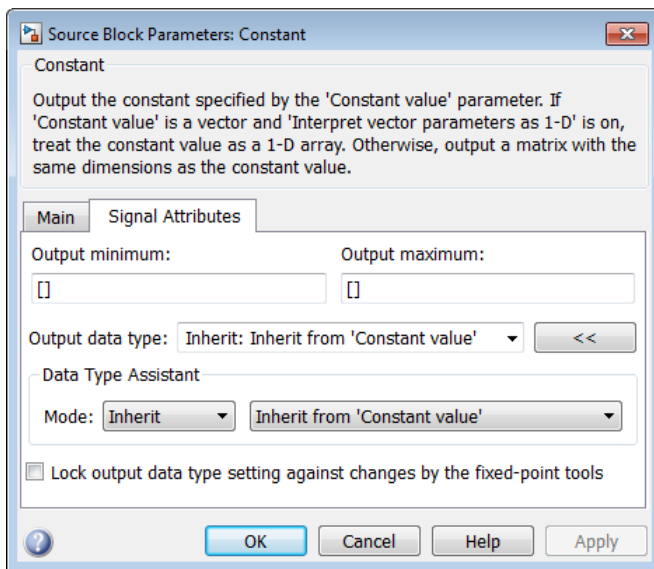 Source Block Parameters: Constant
Constant
Output the constant specified by the 'Constant value' parameter. If
'Constant value' is a vector and 'Interpret vector parameters as 1-D' is on,
treat the constant value as a 1-D array. Otherwise, output a matrix with the
same dimensions as the constant value.
Main Signal Attributes
Output minimum: Output maximum:
[] []
Output data type: Inherit: Inherit from 'Constant value' <<
Data Type Assistant
Mode: Inherit Inherit from 'Constant value'
Lock output data type setting against changes by the fixed-point tools
? OK Cancel Help Apply